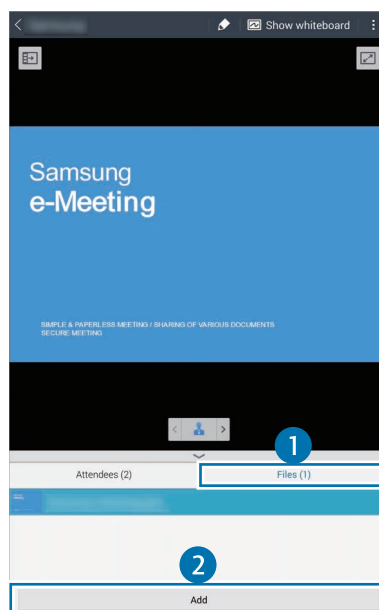 Show whiteboard
Samsung
e-Meeting
SIMPLE & PAPERLESS MEETING / SHARING OF VARIOUS DOCUMENTS
SECURE MEETING
1
Attendees (2)
Files (1)
2
Add